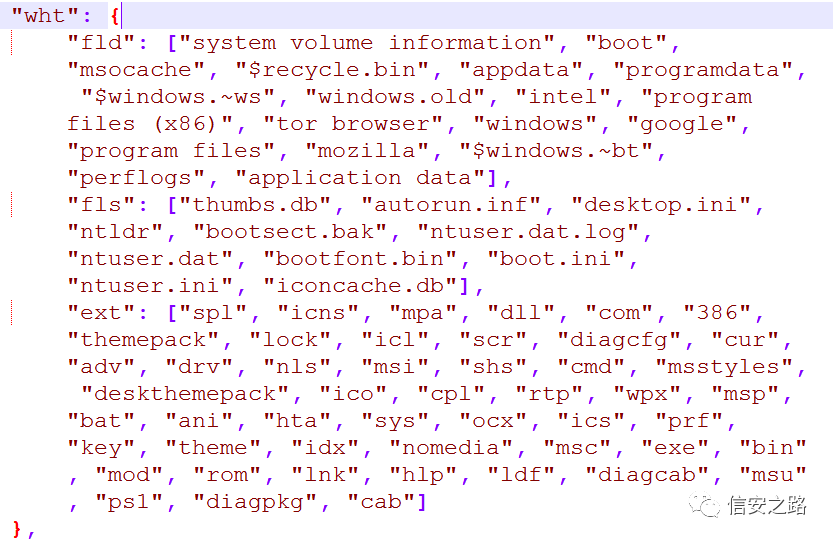 "wht": {
"fld": ["system volume information", "boot",
"msocache", "$recycle.bin", "appdata", "programdata",
"$windows.~ws", "windows.old", "intel", "program
files (x86)", "tor browser", "windows", "google",
"program files", "mozilla", "$windows.~bt",
"perflogs", "application data"],
"fls": ["thumbs.db", "autorun.inf", "desktop.ini",
"ntldr", "bootsect.bak", "ntuser.dat.log",
"ntuser.dat", "bootfont.bin", "boot.ini",
"ntuser.ini", "iconcache.db"],
"ext": ["spl", "icns", "mpa", "dll", "com", "386",
"themepack", "lock", "icl", "scr", "diagcfg", "cur",
"adv", "drv", "nls", "msi", "shs", "cmd", "msstyles",
"deskthemepack", "ico", "cpl", "rtp", "wpx", "msp",
"bat", "ani", "hta", "sys", "ocx", "ics", "prf",
"key", "theme", "idx", "nomedia", "msc", "exe", "bin"
, "mod", "rom", "lnk", "hlp", "ldf", "diagcab", "msu"
, "ps1", "diagpkg", "cab"]
信安之路
},